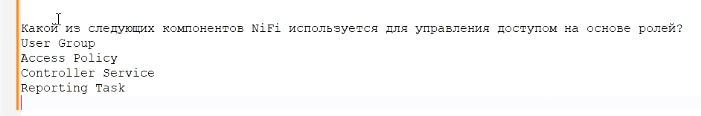 Какой из следующих компонентов NiFi используется для управления доступом на основе ролей?
User Group
Access Policy
Controller Service
Reporting Task